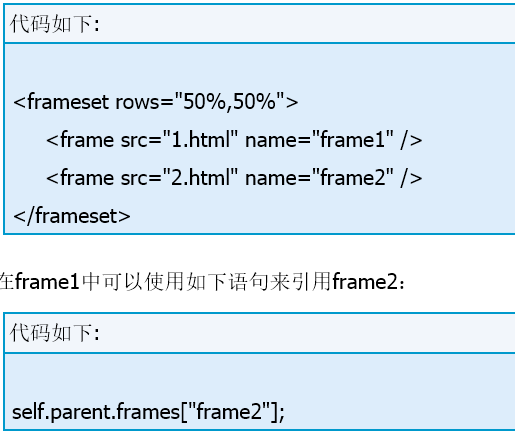 代码如下:
<frameset rows="50%,50%">
<frame src="1.html" name="frame1" />
<frame src="2.html" name="frame2" />
</frameset>
在frame1中可以使用如下语句来引用frame2：
代码如下:
self.parent.frames["frame2"];